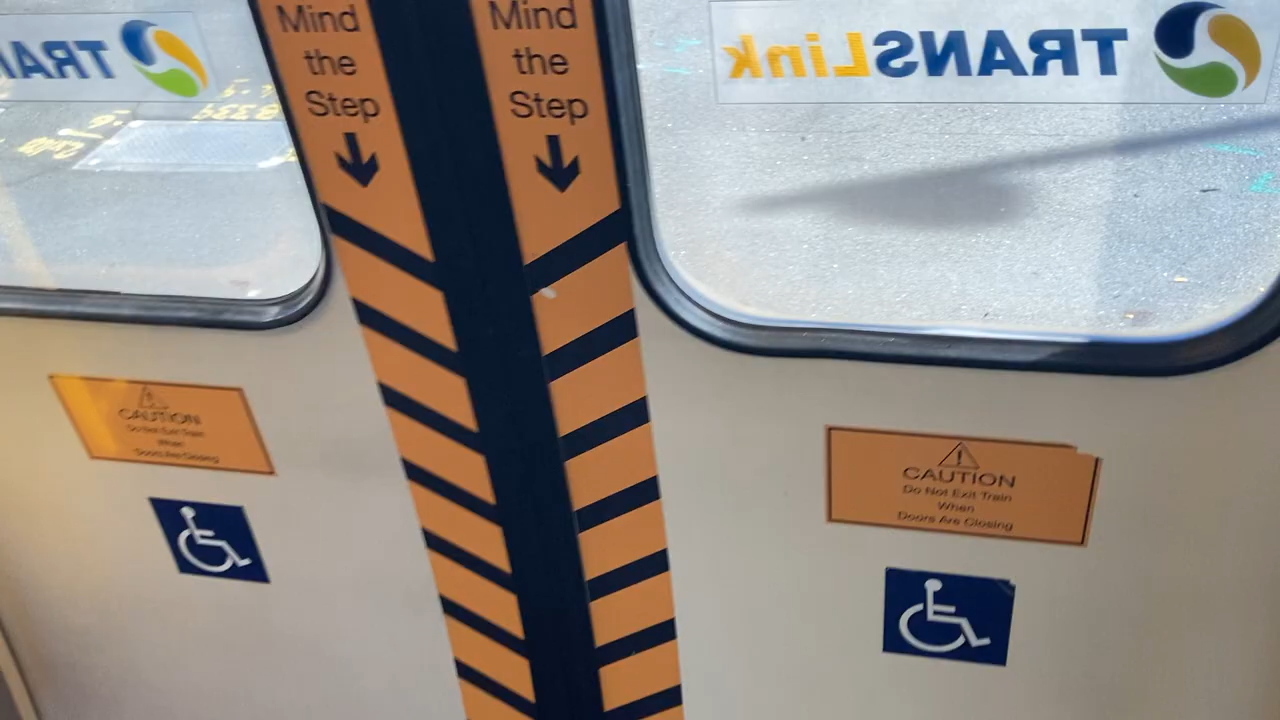 Mind
the
Step
Mind
the
Step
TRANSLink
TRAN
CAUTION
Do Not Exit Train
When
Doors Are Closing
CAUTION
Do Not Exit Train
When
Doors Are Closing